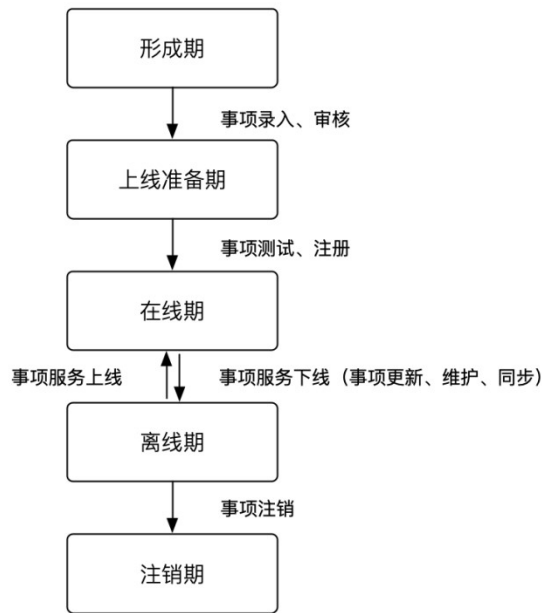 形成期
事项录入、审核
上线准备期
事项测试、注册
在线期
事项服务上线
事项服务下线（事项更新、维护、同步）
离线期
事项注销
注销期